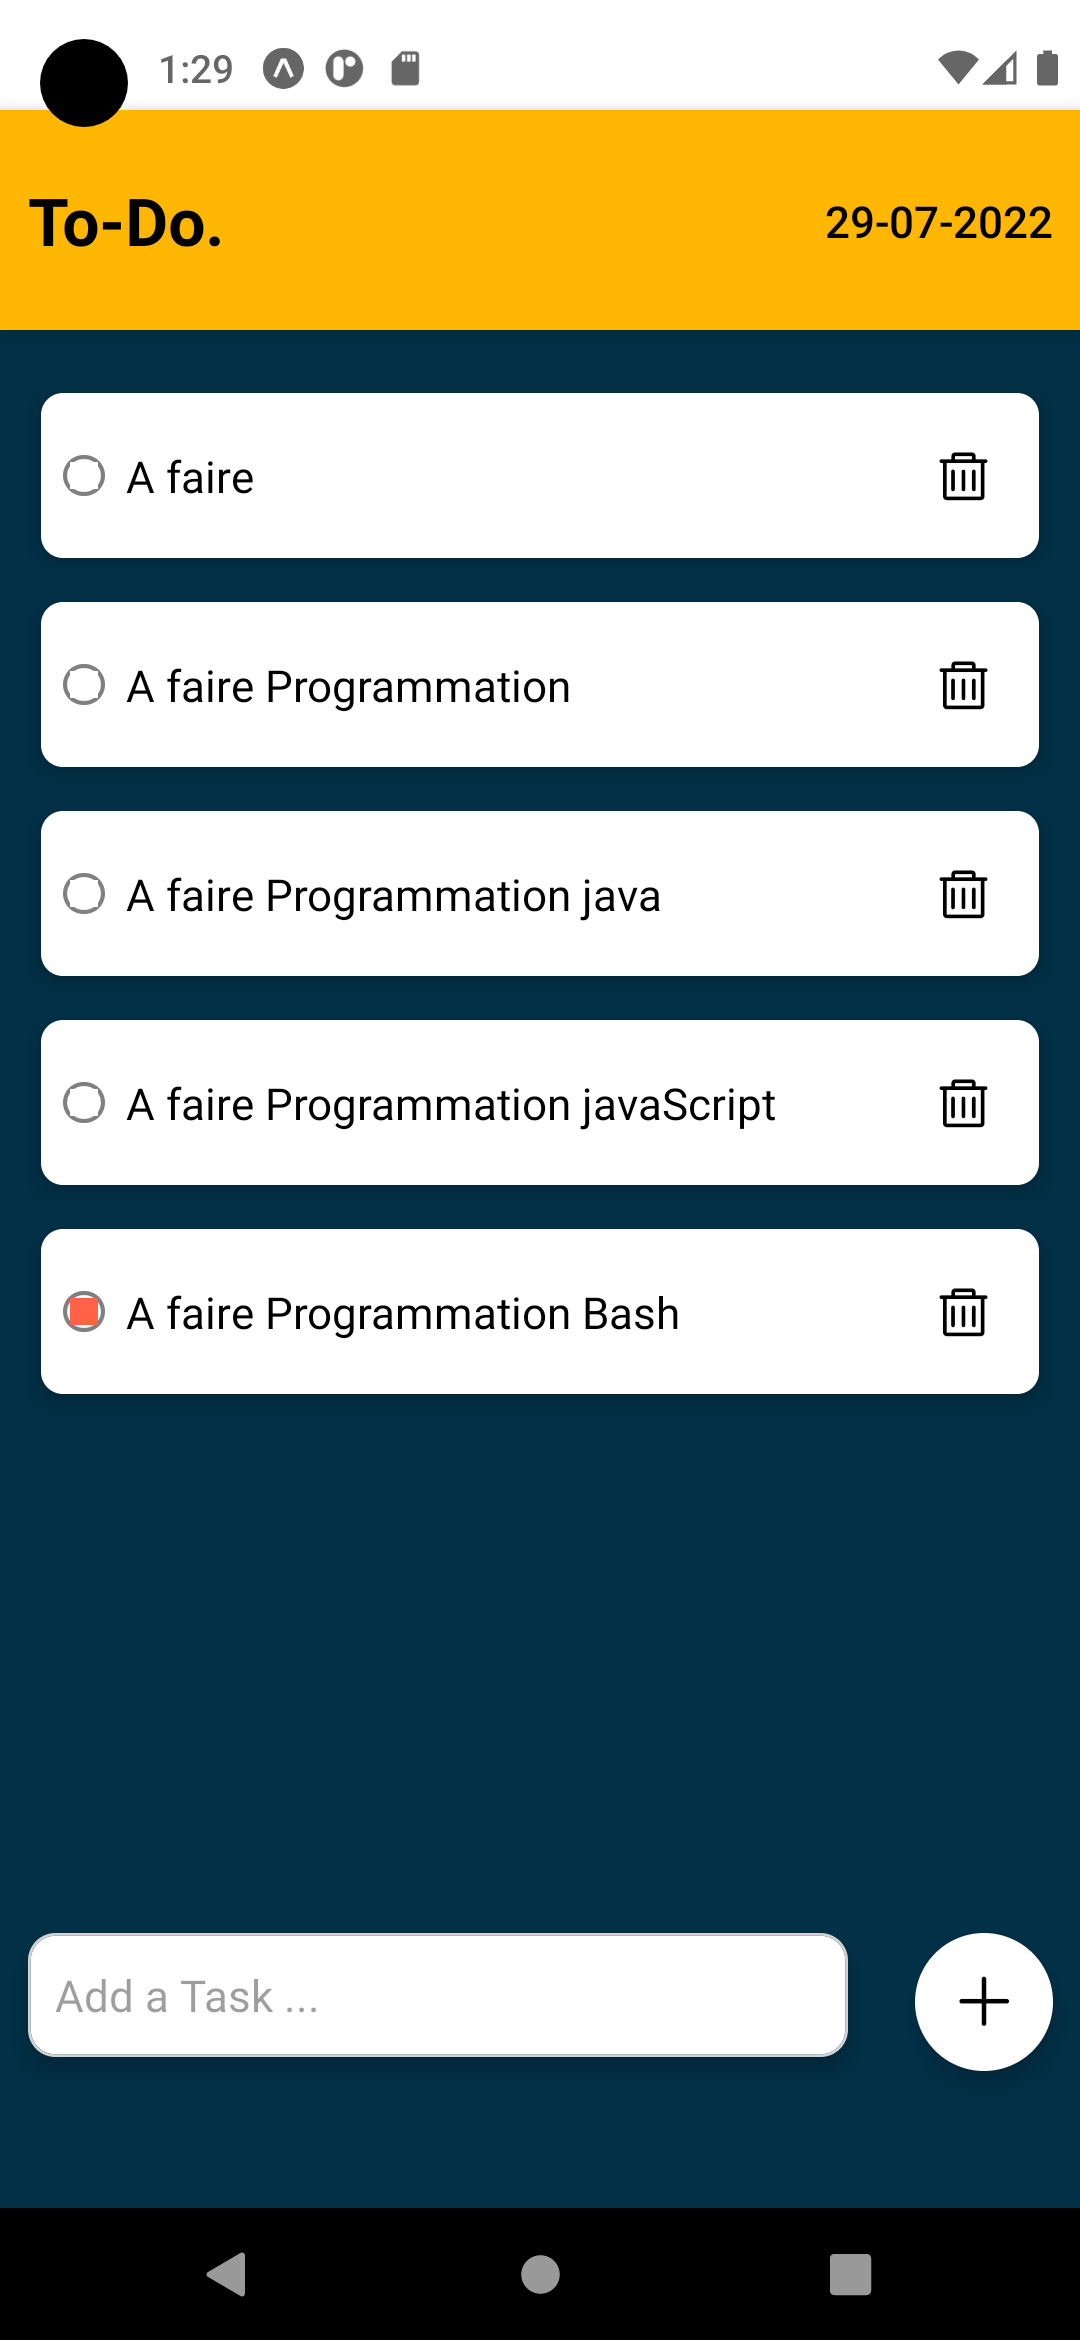 1:29
To-Do.
29-07-2022
A faire
A faire Programmation
A faire Programmation java
A faire Programmation javaScript
A faire Programmation Bash
Add a Task ...